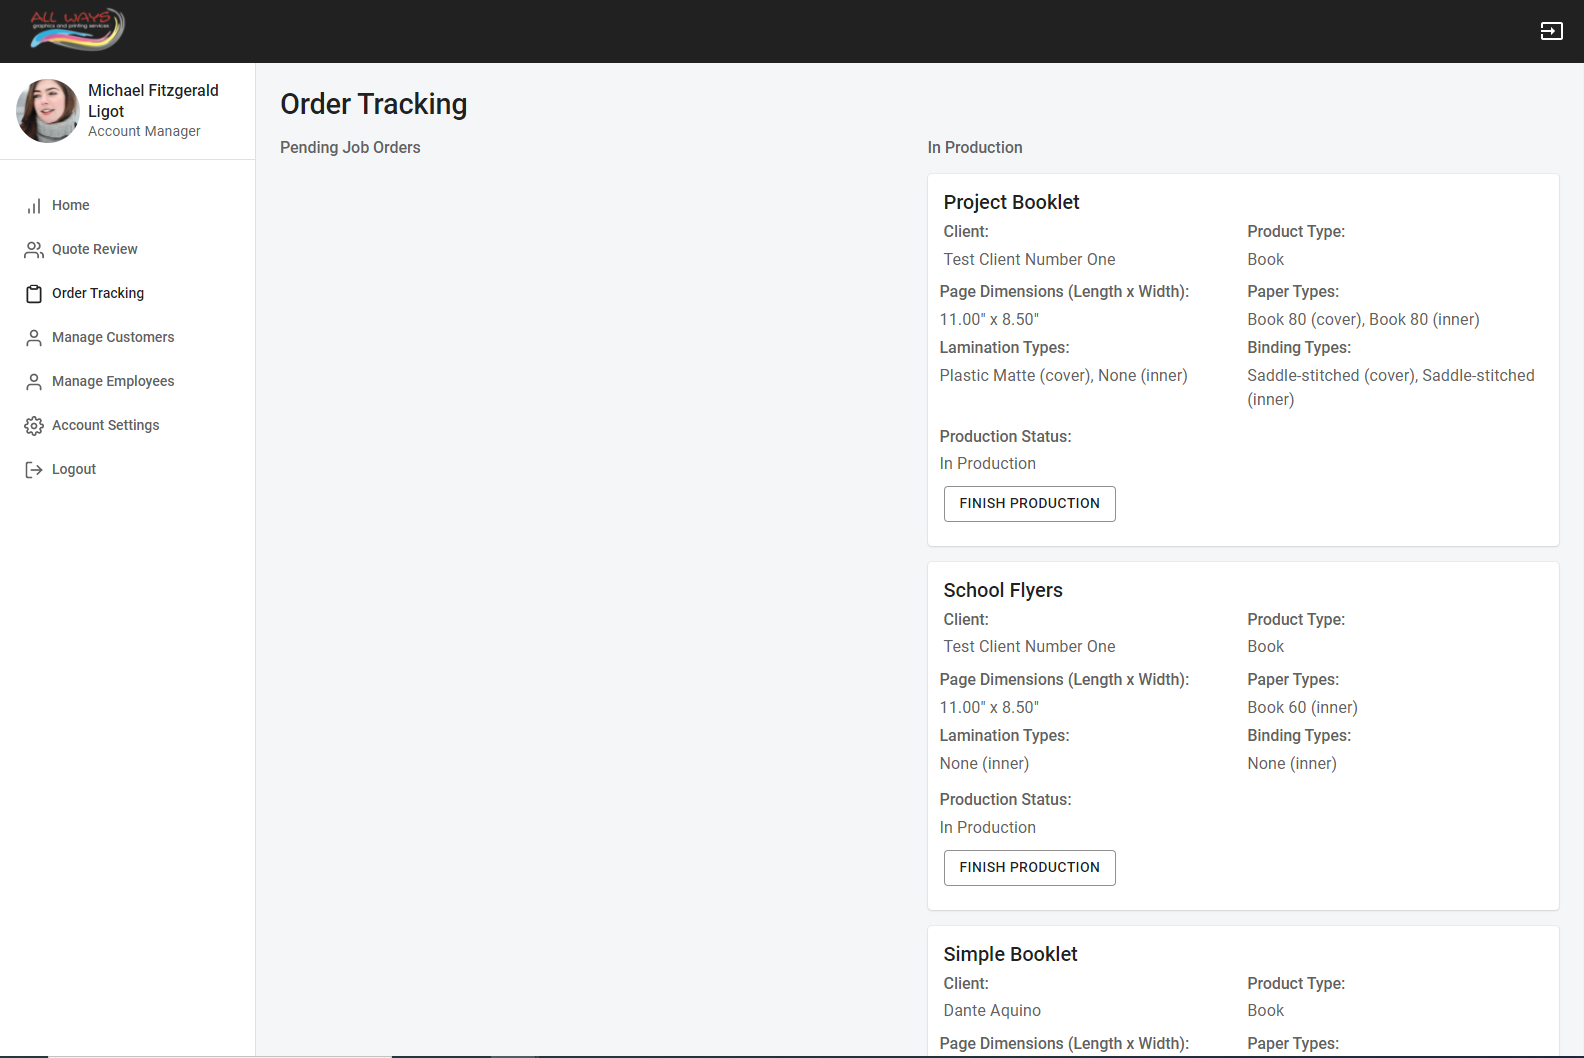 ALL WAYS
graphics and printing services
Michael Fitzgerald
Ligot
Account Manager
Home
Quote Review
Order Tracking
Manage Customers
Manage Employees
Account Settings
Logout
Order Tracking
Pending Job Orders
In Production
Project Booklet
Client:
Product Type:
Test Client Number One
Book
Page Dimensions (Length x Width):
Paper Types:
11.00" x 8.50"
Book 80 (cover), Book 80 (inner)
Lamination Types:
Binding Types:
Plastic Matte (cover), None (inner)
Saddle-stitched (cover), Saddle-stitched
(inner)
Production Status:
In Production
FINISH PRODUCTION
School Flyers
Client:
Product Type:
Test Client Number One
Book
Page Dimensions (Length x Width):
Paper Types:
11.00" x 8.50"
Book 60 (inner)
Lamination Types:
Binding Types:
None (inner)
None (inner)
Production Status:
In Production
FINISH PRODUCTION
Simple Booklet
Client:
Product Type:
Dante Aquino
Book
Page Dimensions (Length x Width):
Paper Types: